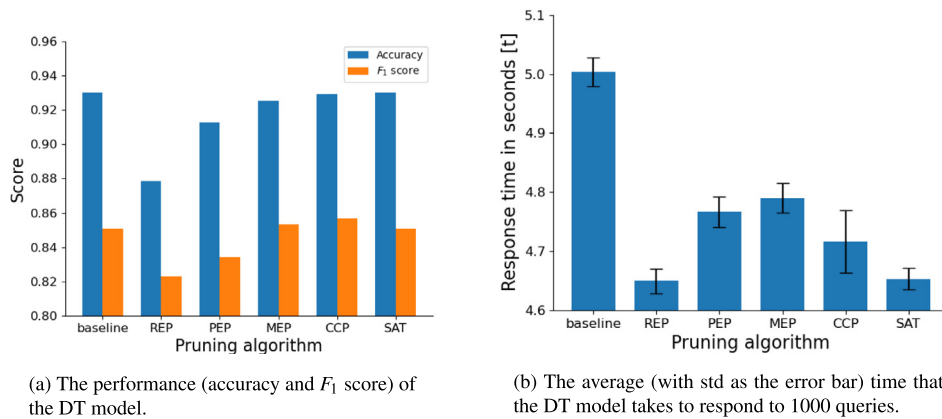 0.96
0.94
0.92
0.90
0.88
0.86
0.84
0.82
0.80
Score
Accuracy
F₁ score
baseline REP PEP MEP CCP SAT
Pruning algorithm
(a) The performance (accuracy and F₁ score) of
the DT model.
5.1
5.0
4.9
4.8
4.7
4.6
Response time in seconds [t]
baseline REP PEP MEP CCP SAT
Pruning algorithm
(b) The average (with std as the error bar) time that
the DT model takes to respond to 1000 queries.